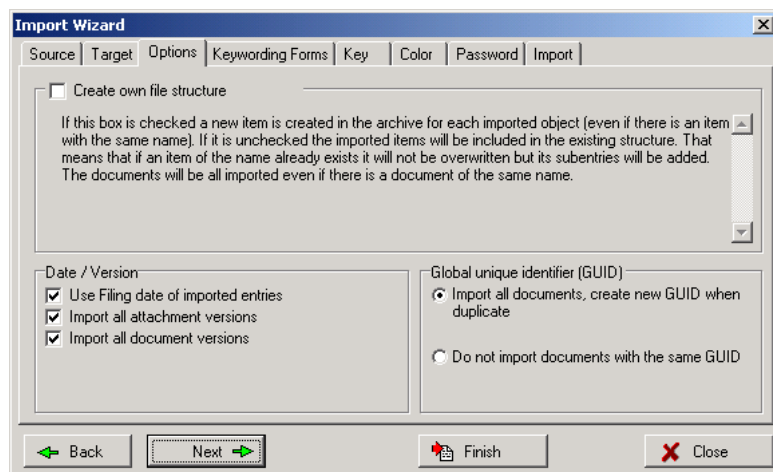 Import Wizard
Source Target Options Keywording Forms Key Color Password Import
Create own file structure
If this box is checked a new item is created in the archive for each imported object (even if there is an item
with the same name). If it is unchecked the imported items will be included in the existing structure. That
means that if an item of the name already exists it will not be overwritten but its subentries will be added.
The documents will be all imported even if there is a document of the same name.
Date / Version
Use Filing date of imported entries
Import all attachment versions
Import all document versions
Global unique identifier (GUID)
Import all documents, create new GUID when
duplicate
Do not import documents with the same GUID
Back Next Finish Close